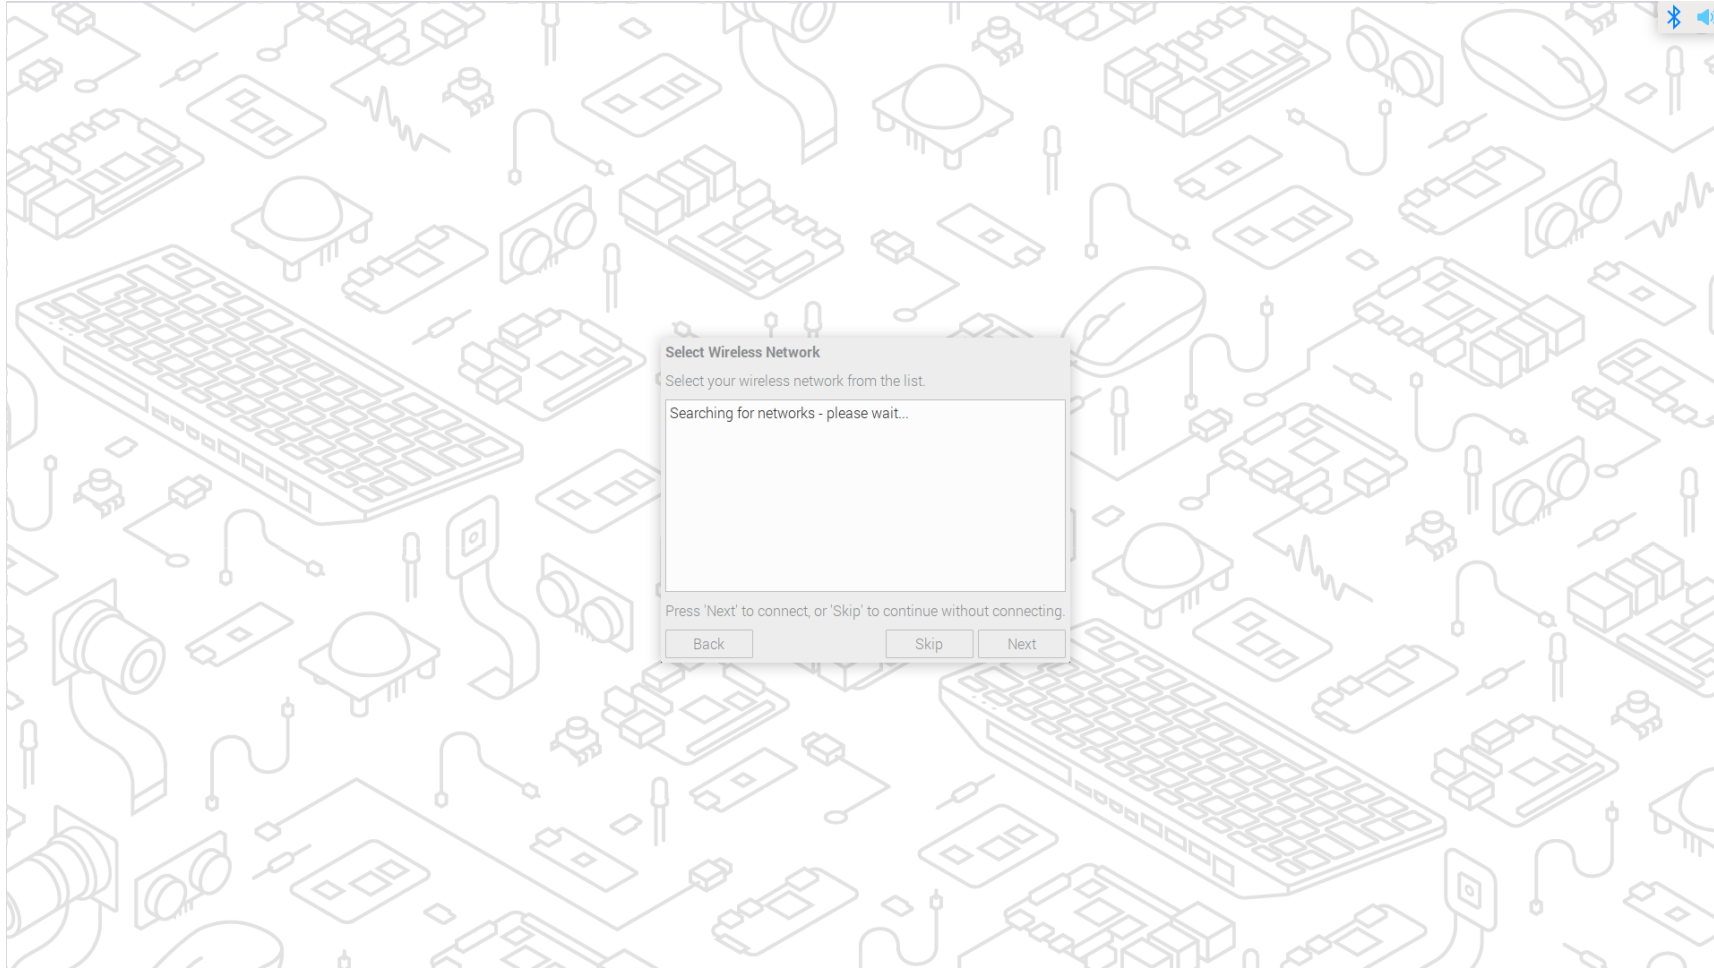 Select Wireless Network
Select your wireless network from the list.
Searching for networks - please wait...
Press 'Next' to connect, or 'Skip' to continue without connecting.
Back Skip Next